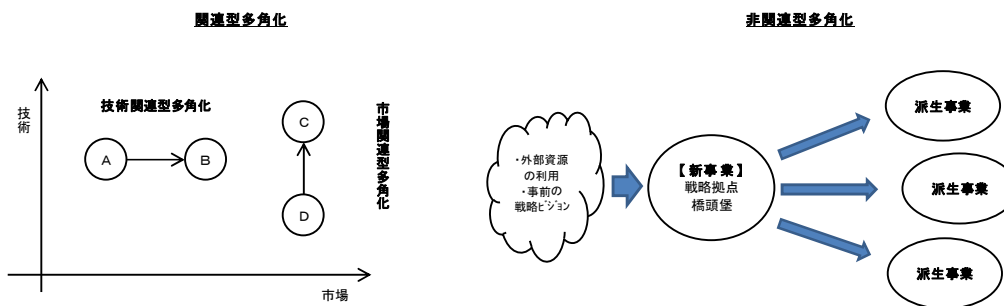 関連型多角化
技術
技術関連型多角化
A
B
C
D
市場関連型多角化
市場
非関連型多角化
・外部資源
の利用
・事前の
戦略ビジョン
【新事業】
戦略拠点
橋頭堡
派生事業
派生事業
派生事業